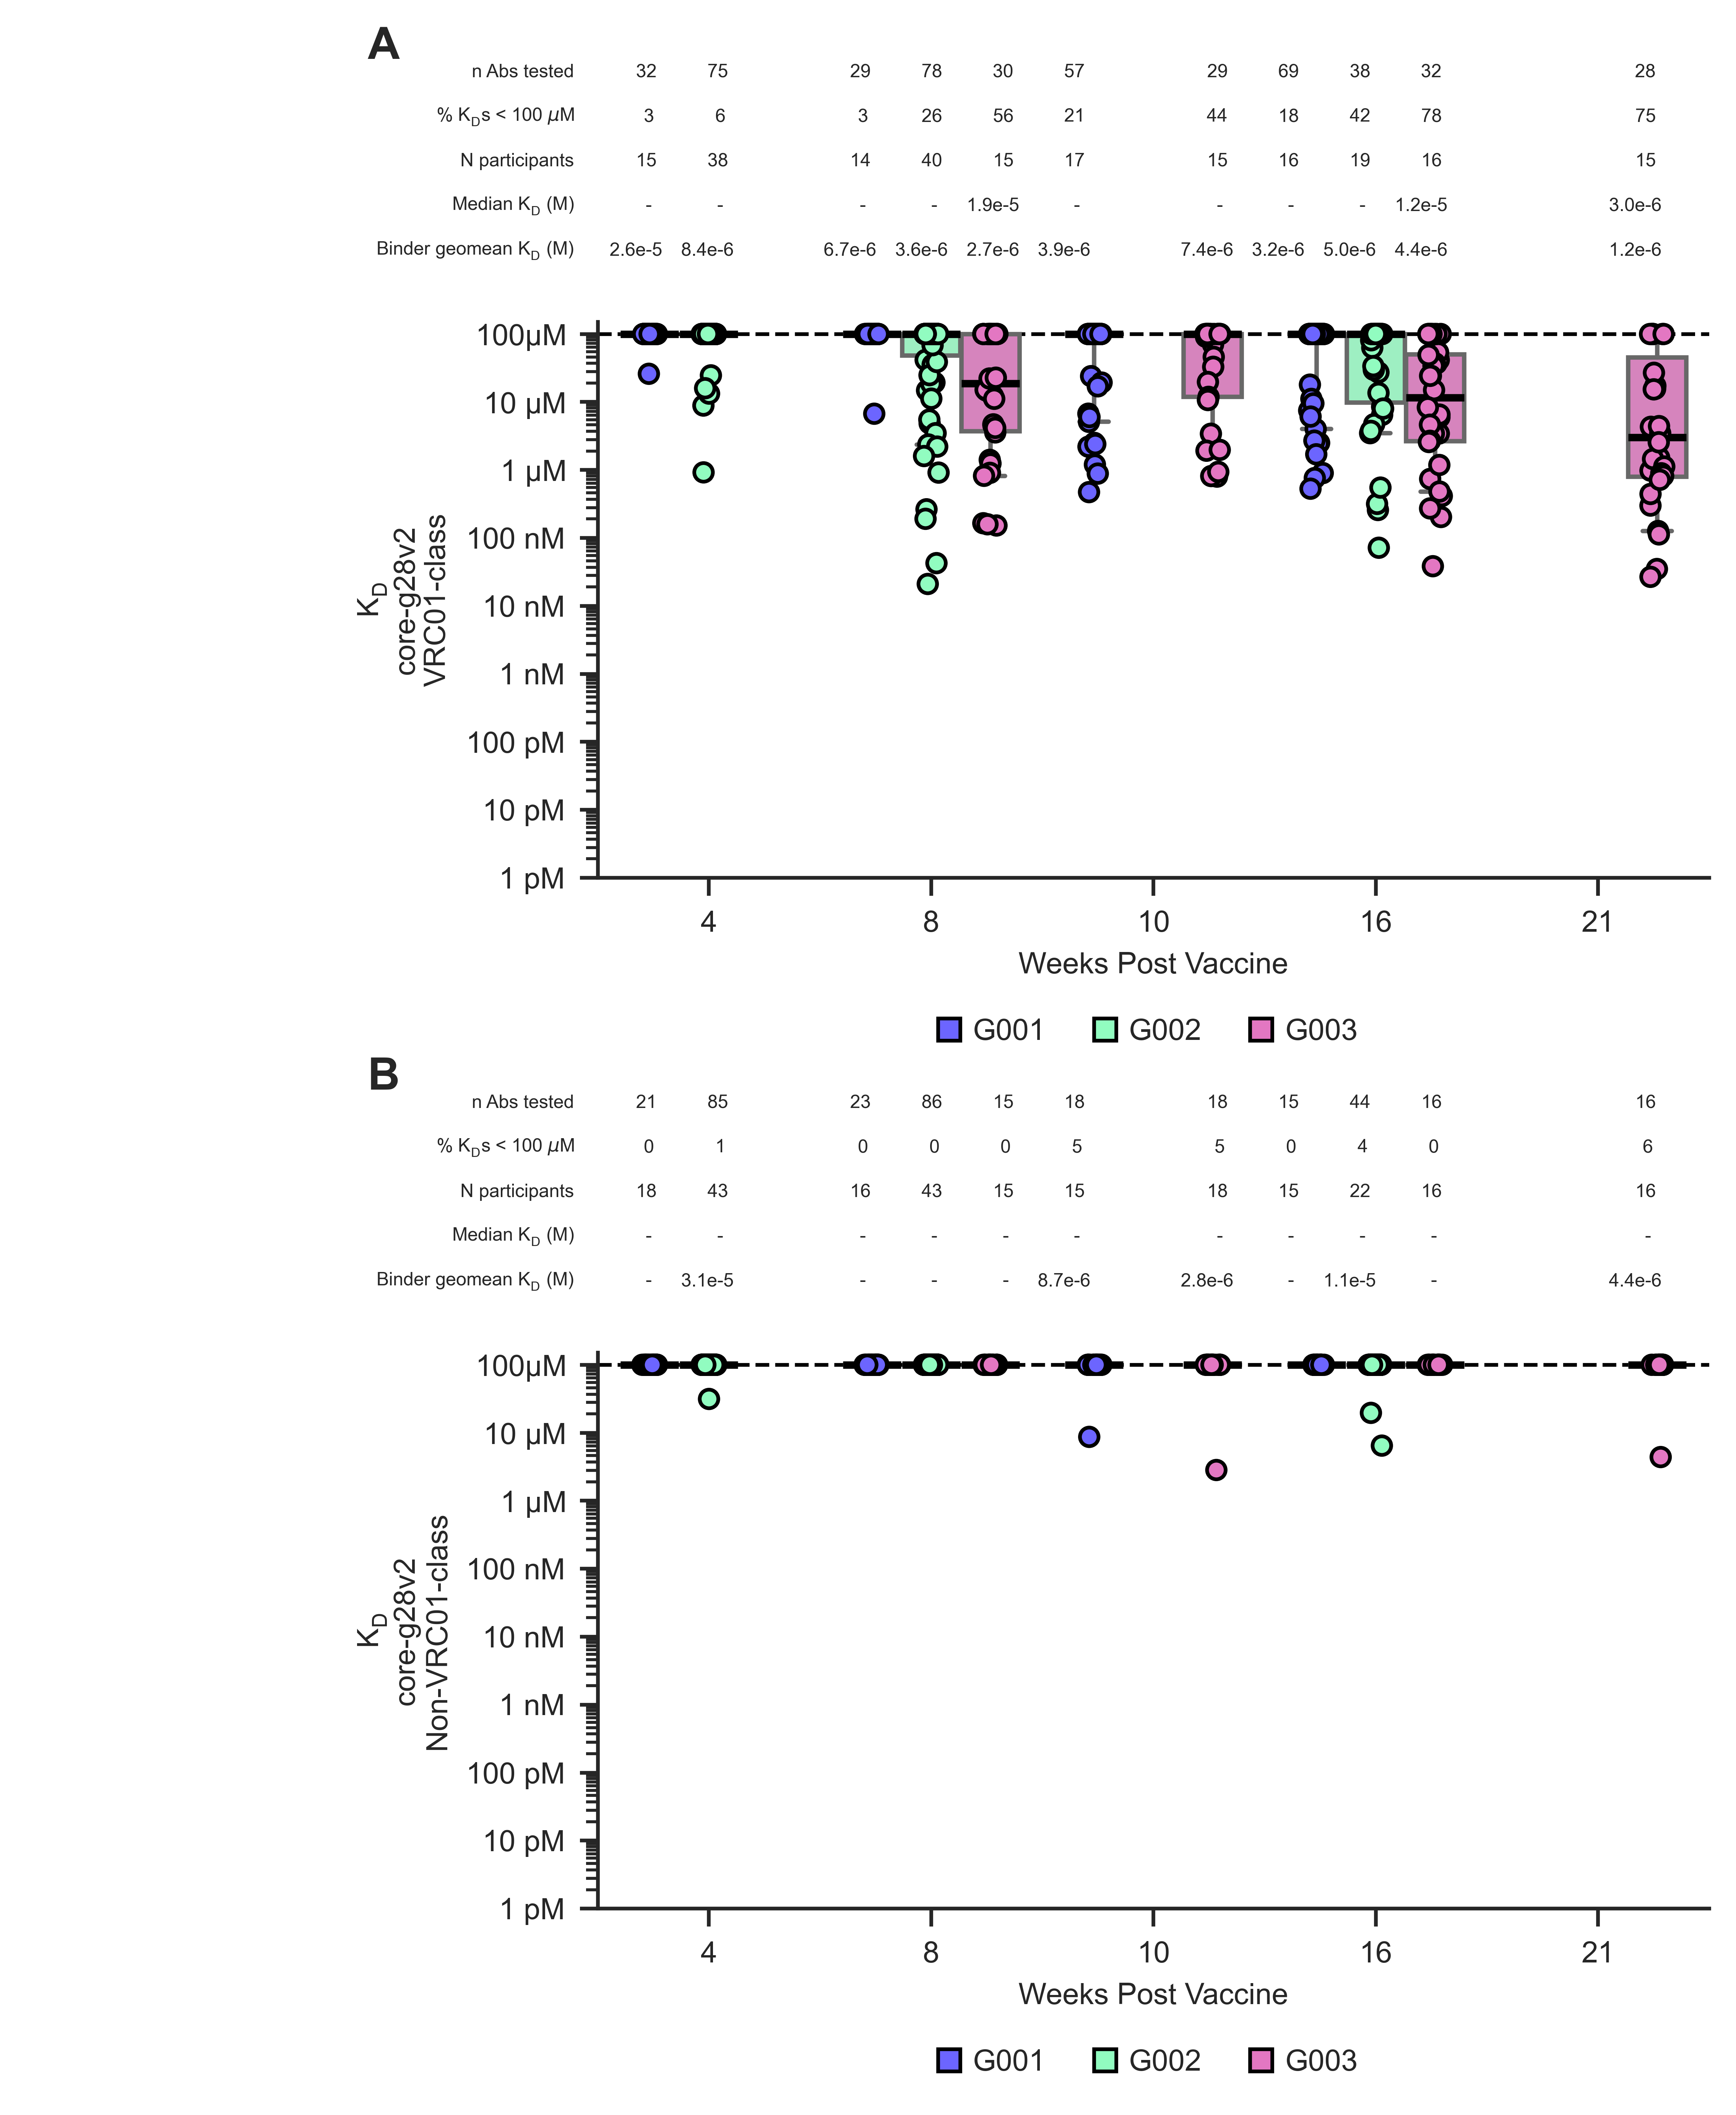 A
n Abs tested 32 75 29 78 30 57 29 69 38 32 28
% KDs < 100 µM 3 6 3 26 56 21 44 18 42 78 75
N participants 15 38 14 40 15 17 15 16 19 16 15
Median KD (M) - - - - 1.9e-5 - - - - 1.2e-5 3.0e-6
Binder geomean KD (M) 2.6e-5 8.4e-6 6.7e-6 3.6e-6 2.7e-6 3.9e-6 7.4e-6 3.2e-6 5.0e-6 4.4e-6 1.2e-6
100µM
10 µM
1 µM
100 nM
10 nM
1 nM
100 pM
10 pM
1 pM
KD
core-g28v2
VRC01-class
4 8 10 16 21
Weeks Post Vaccine
G001 G002 G003
B
n Abs tested 21 85 23 86 15 18 18 15 44 16 16
% KDs < 100 µM 0 1 0 0 0 5 5 0 4 0 6
N participants 18 43 16 43 15 15 18 15 22 16 16
Median KD (M) - - - - - - - - - - -
Binder geomean KD (M) - 3.1e-5 - - - 8.7e-6 2.8e-6 - 1.1e-5 - 4.4e-6
100µM
10 µM
1 µM
100 nM
10 nM
1 nM
100 pM
10 pM
1 pM
KD
core-g28v2
Non-VRC01-class
4 8 10 16 21
Weeks Post Vaccine
G001 G002 G003